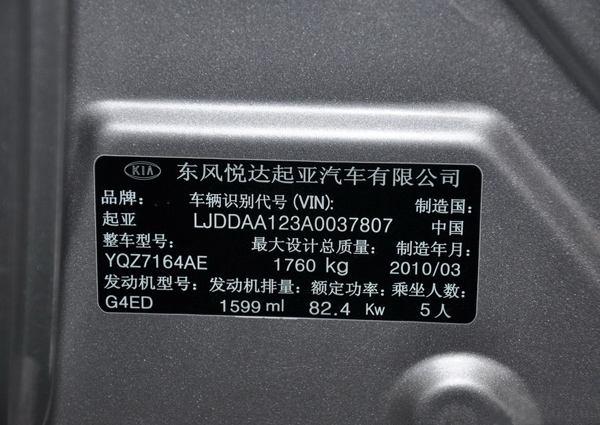 KIA 东风悦达起亚汽车有限公司
品牌: 车辆识别代号(VIN): 制造国:
起亚 LJDDAA123A0037807 中国
整车型号: 最大设计总质量: 制造年月:
YQZ7164AE 1760 kg 2010/03
发动机型号: 发动机排量: 额定功率: 乘坐人数:
G4ED 1599 ml 82.4 Kw 5人